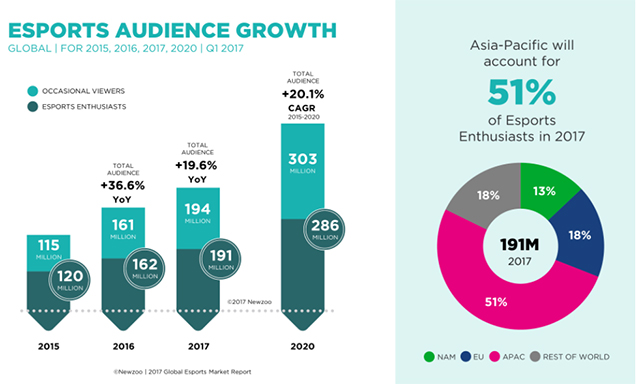 ESPORTS AUDIENCE GROWTH
GLOBAL | FOR 2015, 2016, 2017, 2020 | Q1 2017
OCCASIONAL VIEWERS
ESPORTS ENTHUSIASTS
TOTAL
AUDIENCE
+36.6%
YoY
TOTAL
AUDIENCE
+19.6%
YoY
TOTAL
AUDIENCE
+20.1%
CAGR
2015-2020
115
MILLION
120
MILLION
161
MILLION
162
MILLION
194
MILLION
191
MILLION
303
MILLION
286
MILLION
©2017 Newzoo
2015
2016
2017
2020
©Newzoo | 2017 Global Esports Market Report
Asia-Pacific will
account for
51%
of Esports
Enthusiasts in 2017
13%
18%
51%
18%
191M
2017
NAM
EU
APAC
REST OF WORLD